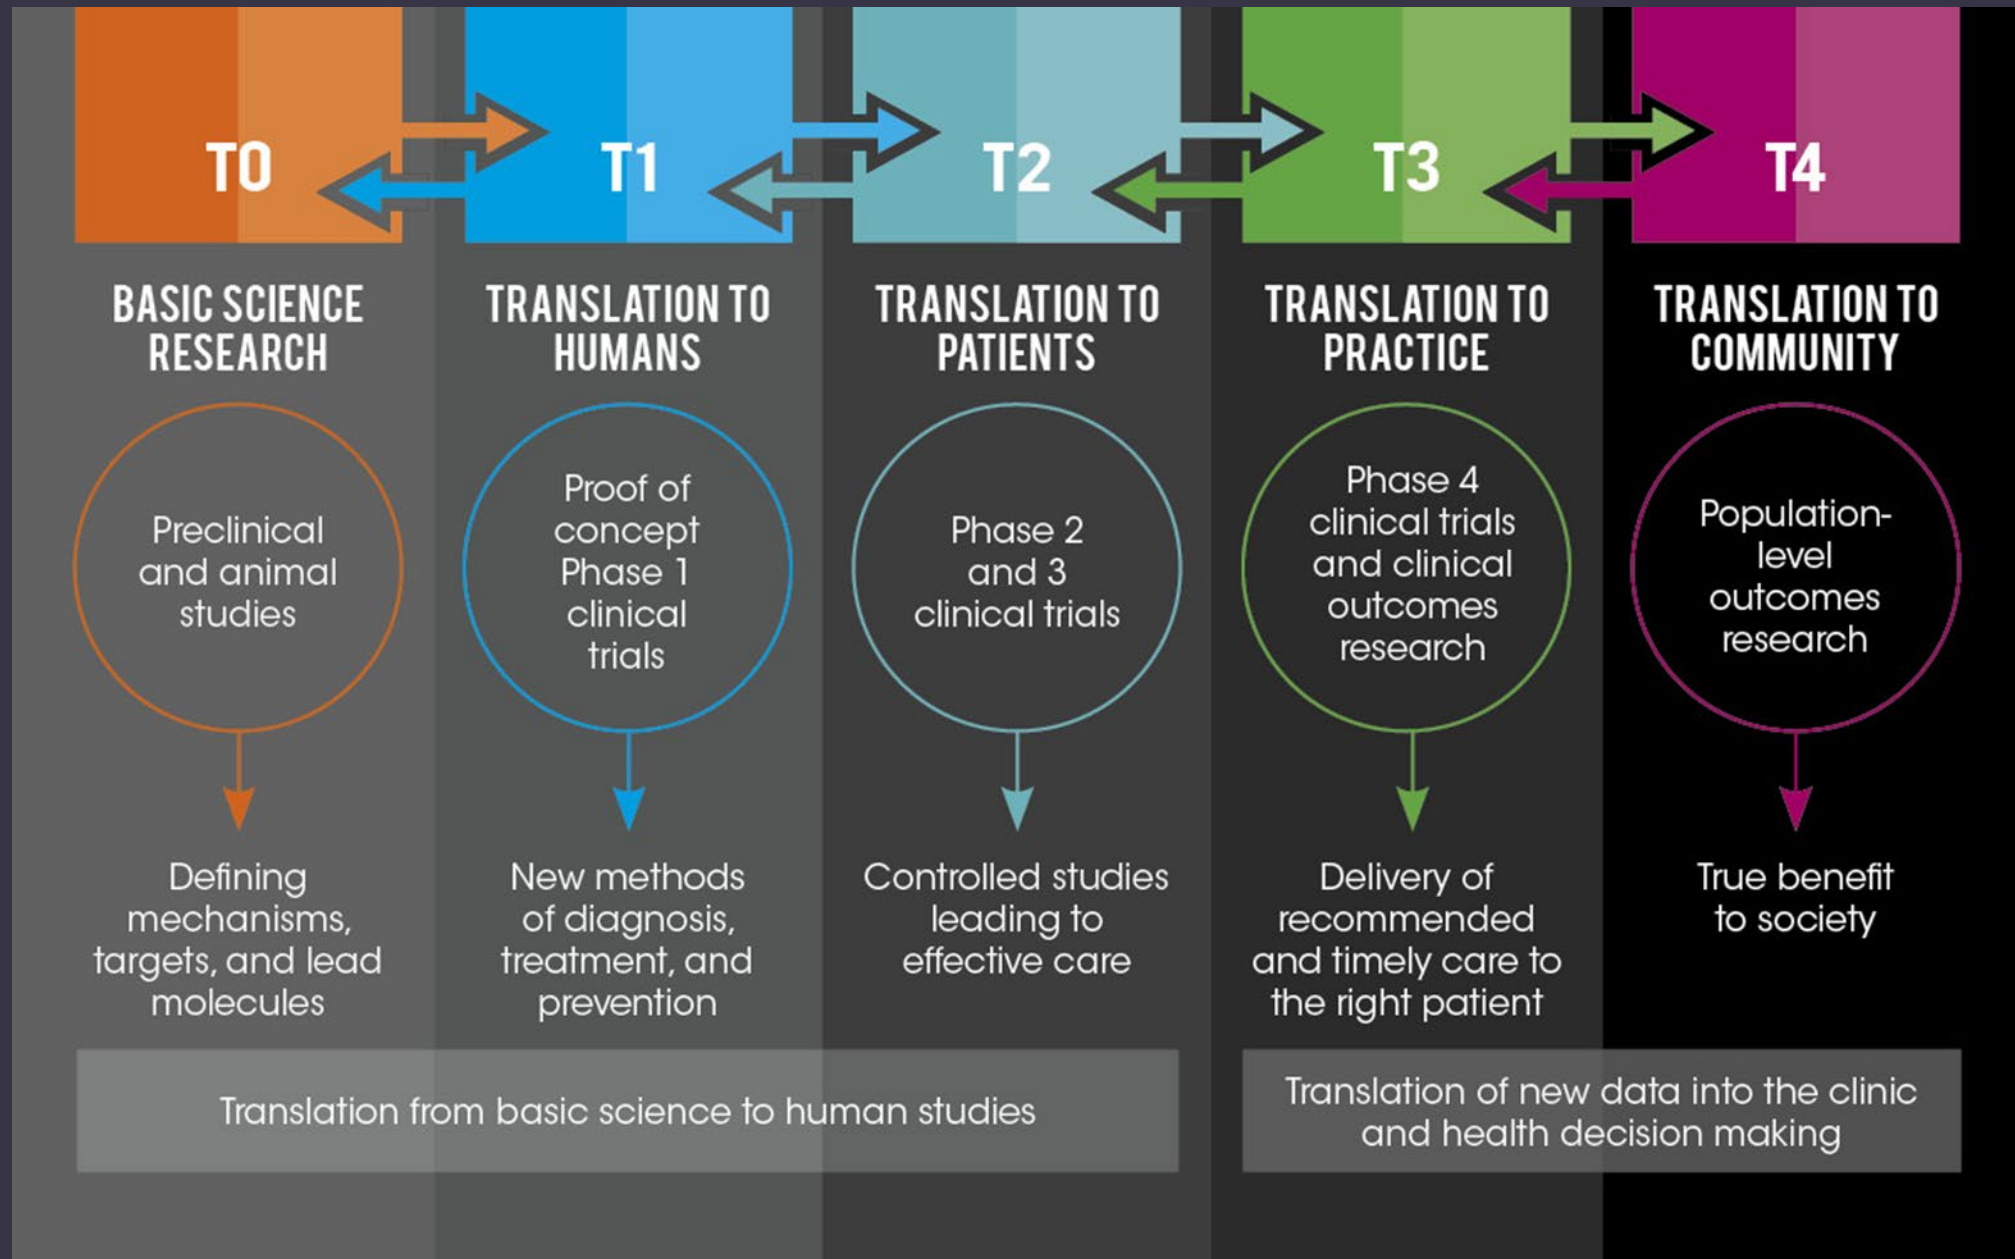 T0
T1
T2
T3
T4
BASIC SCIENCE
RESEARCH
TRANSLATION TO
HUMANS
TRANSLATION TO
PATIENTS
TRANSLATION TO
PRACTICE
TRANSLATION TO
COMMUNITY
Preclinical
and animal
studies
Proof of
concept
Phase 1
clinical
trials
Phase 2
and 3
clinical trials
Phase 4
clinical trials
and clinical
outcomes
research
Population-
level
outcomes
research
Defining
mechanisms,
targets, and lead
molecules
New methods
of diagnosis,
treatment, and
prevention
Controlled studies
leading to
effective care
Delivery of
recommended
and timely care to
the right patient
True benefit
to society
Translation from basic science to human studies
Translation of new data into the clinic
and health decision making